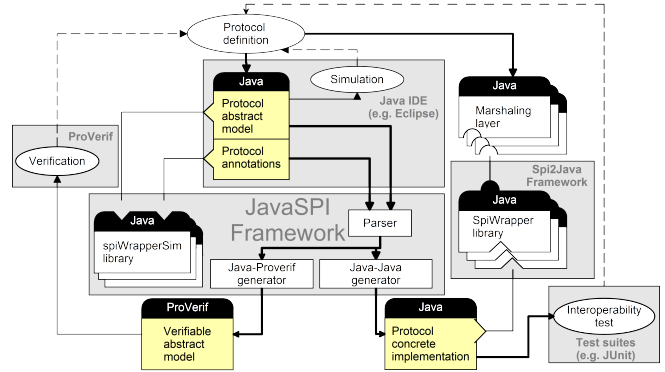 Protocol
definition
Java
Protocol
abstract
model
Protocol
annotations
Simulation
Java IDE
(e.g. Eclipse)
Java
Marshaling
layer
ProVerif
Verification
Spi2Java
Framework
Java
SpiWrapper
library
JavaSPI
Framework
Java
spiWrapperSim
library
Parser
Java-Proverif
generator
Java-Java
generator
ProVerif
Verifiable
abstract
model
Java
Protocol
concrete
implementation
Interoperability
test
Test suites
(e.g. JUnit)